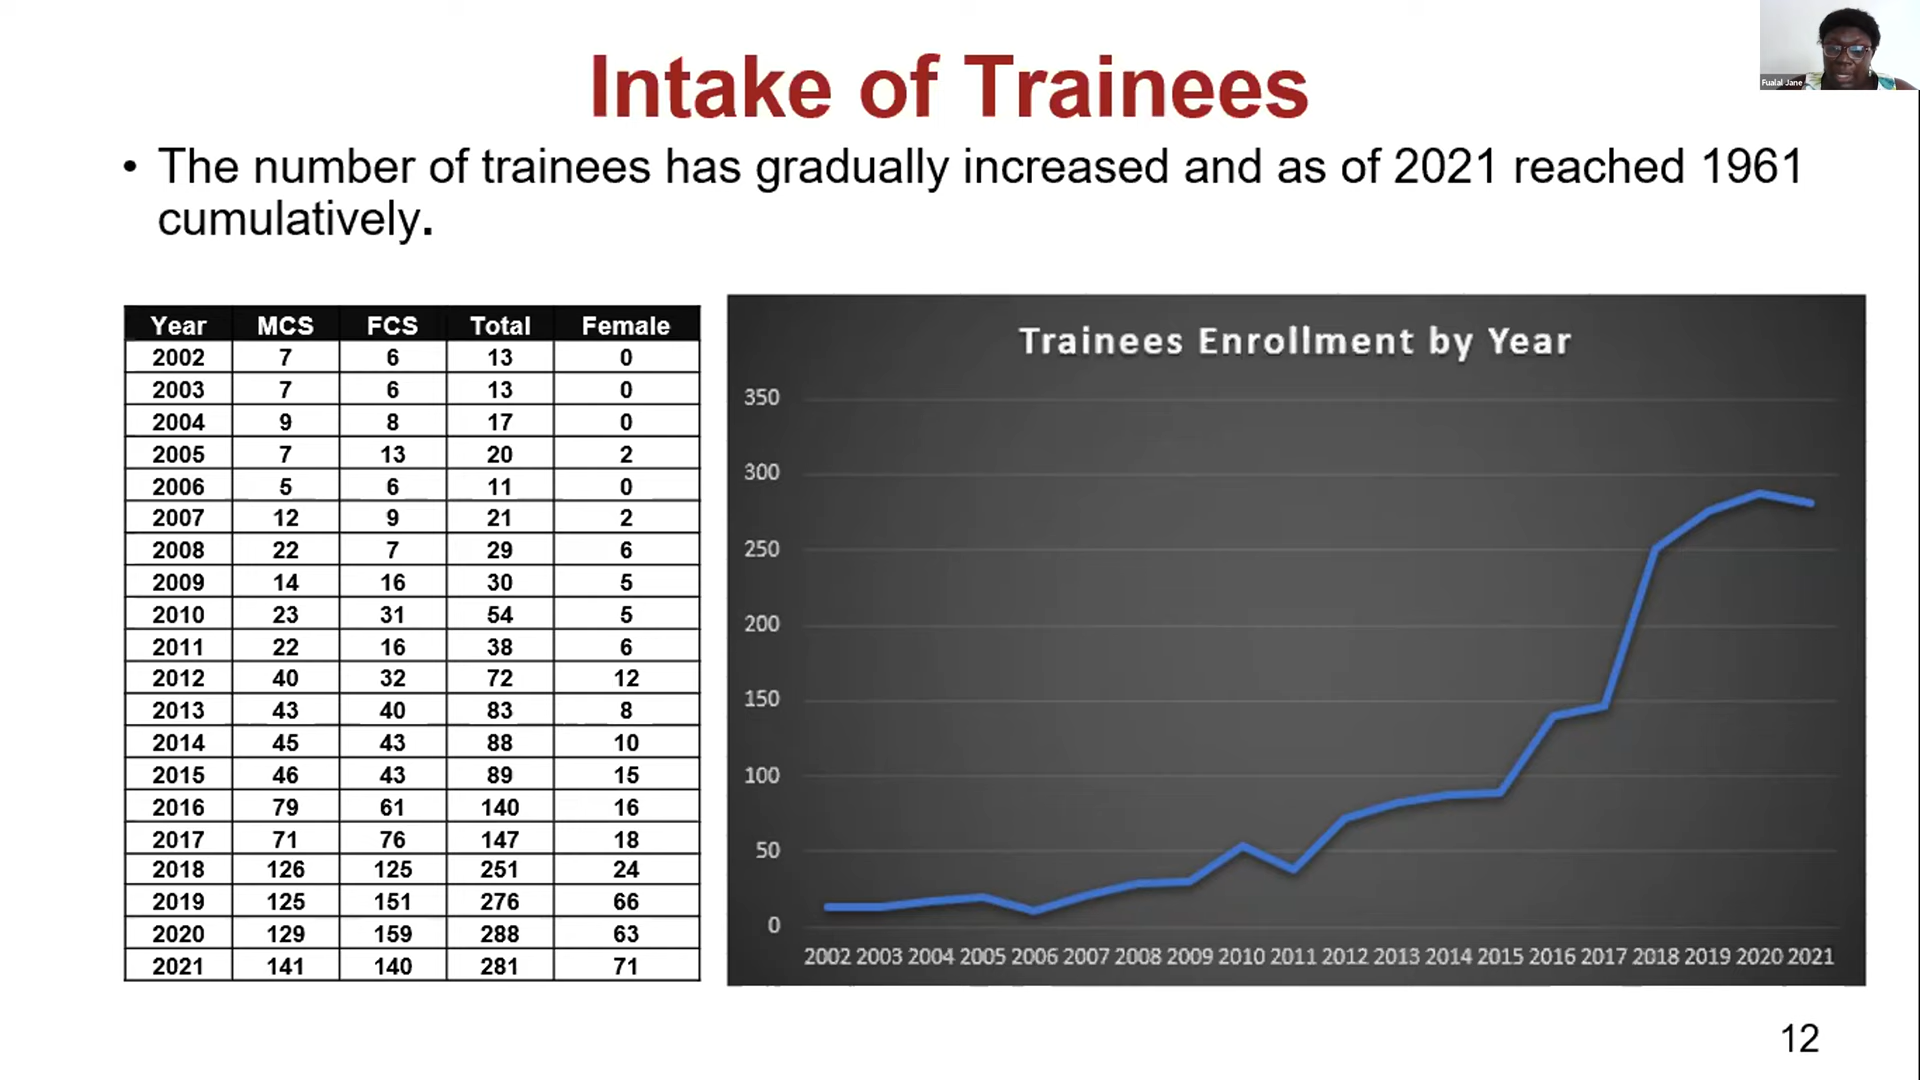 Intake of Trainees
Fualal Jane
• The number of trainees has gradually increased and as of 2021 reached 1961
cumulatively.
Year MCS FCS Total Female
2002 7 6 13 0
2003 7 6 13 0
2004 9 8 17 0
2005 7 13 20 2
2006 5 6 11 0
2007 12 9 21 2
2008 22 7 29 6
2009 14 16 30 5
2010 23 31 54 5
2011 22 16 38 6
2012 40 32 72 12
2013 43 40 83 8
2014 45 43 88 10
2015 46 43 89 15
2016 79 61 140 16
2017 71 76 147 18
2018 126 125 251 24
2019 125 151 276 66
2020 129 159 288 63
2021 141 140 281 71
Trainees Enrollment by Year
350
300
250
200
150
100
50
0
2002 2003 2004 2005 2006 2007 2008 2009 2010 2011 2012 2013 2014 2015 2016 2017 2018 2019 2020 2021
12